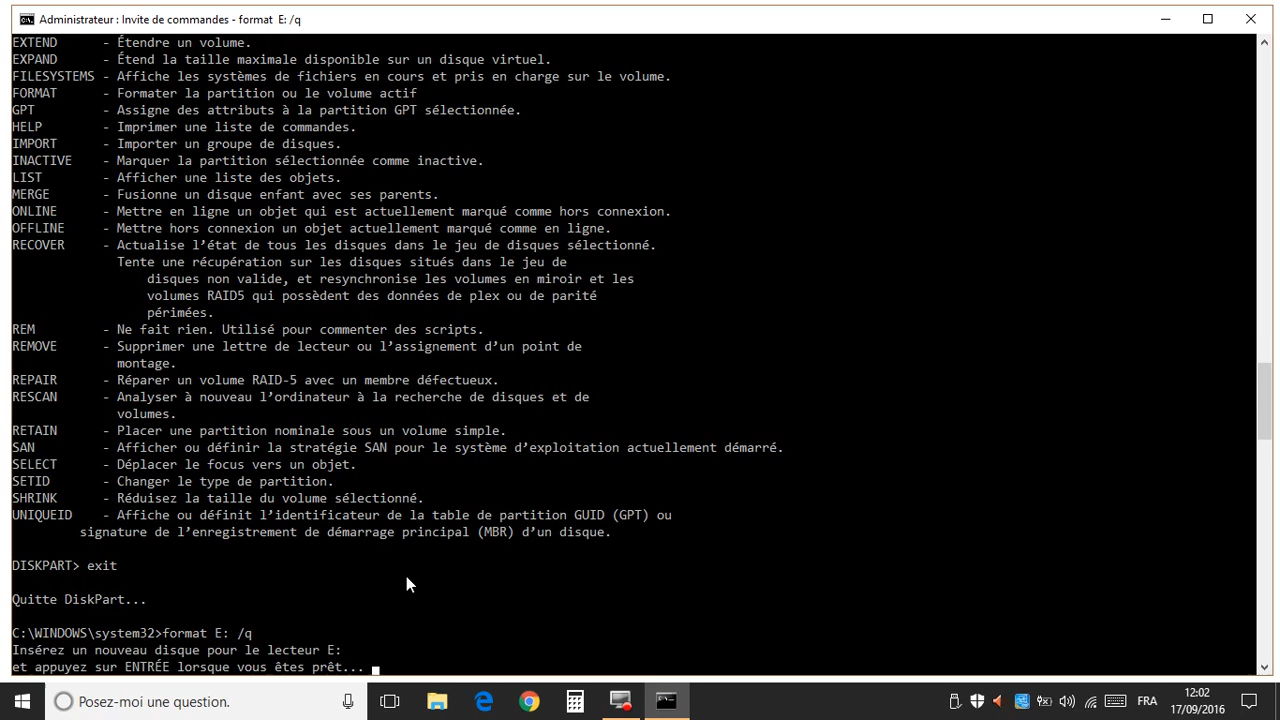 Administrateur : Invite de commandes - format  E: /q
EXTEND      - Étendre un volume.
EXPAND      - Étend la taille maximale disponible sur un disque virtuel.
FILESYSTEMS - Affiche les systèmes de fichiers en cours et pris en charge sur le volume.
FORMAT      - Formater la partition ou le volume actif
GPT         - Assigne des attributs à la partition GPT sélectionnée.
HELP        - Imprimer une liste de commandes.
IMPORT      - Importer un groupe de disques.
INACTIVE    - Marquer la partition sélectionnée comme inactive.
LIST        - Afficher une liste des objets.
MERGE       - Fusionne un disque enfant avec ses parents.
ONLINE      - Mettre en ligne un objet qui est actuellement marqué comme hors connexion.
OFFLINE     - Mettre hors connexion un objet actuellement marqué comme en ligne.
RECOVER     - Actualise l’état de tous les disques dans le jeu de disques sélectionné.
Tente une récupération sur les disques situés dans le jeu de
disques non valide, et resynchronise les volumes en miroir et les
volumes RAID5 qui possèdent des données de plex ou de parité
périmées.
REM         - Ne fait rien. Utilisé pour commenter des scripts.
REMOVE      - Supprimer une lettre de lecteur ou l’assignement d’un point de
montage.
REPAIR      - Réparer un volume RAID-5 avec un membre défectueux.
RESCAN      - Analyser à nouveau l’ordinateur à la recherche de disques et de
volumes.
RETAIN      - Placer une partition nominale sous un volume simple.
SAN         - Afficher ou définir la stratégie SAN pour le système d’exploitation actuellement démarré.
SELECT      - Déplacer le focus vers un objet.
SETID       - Changer le type de partition.
SHRINK      - Réduisez la taille du volume sélectionné.
UNIQUEID    - Affiche ou définit l’identificateur de la table de partition GUID (GPT) ou
signature de l’enregistrement de démarrage principal (MBR) d’un disque.
DISKPART> exit
Quitte DiskPart...
C:\WINDOWS\system32>format E: /q
Insérez un nouveau disque pour le lecteur E:
et appuyez sur ENTRÉE lorsque vous êtes prêt...
Posez-moi une question.
FRA
12:02
17/09/2016